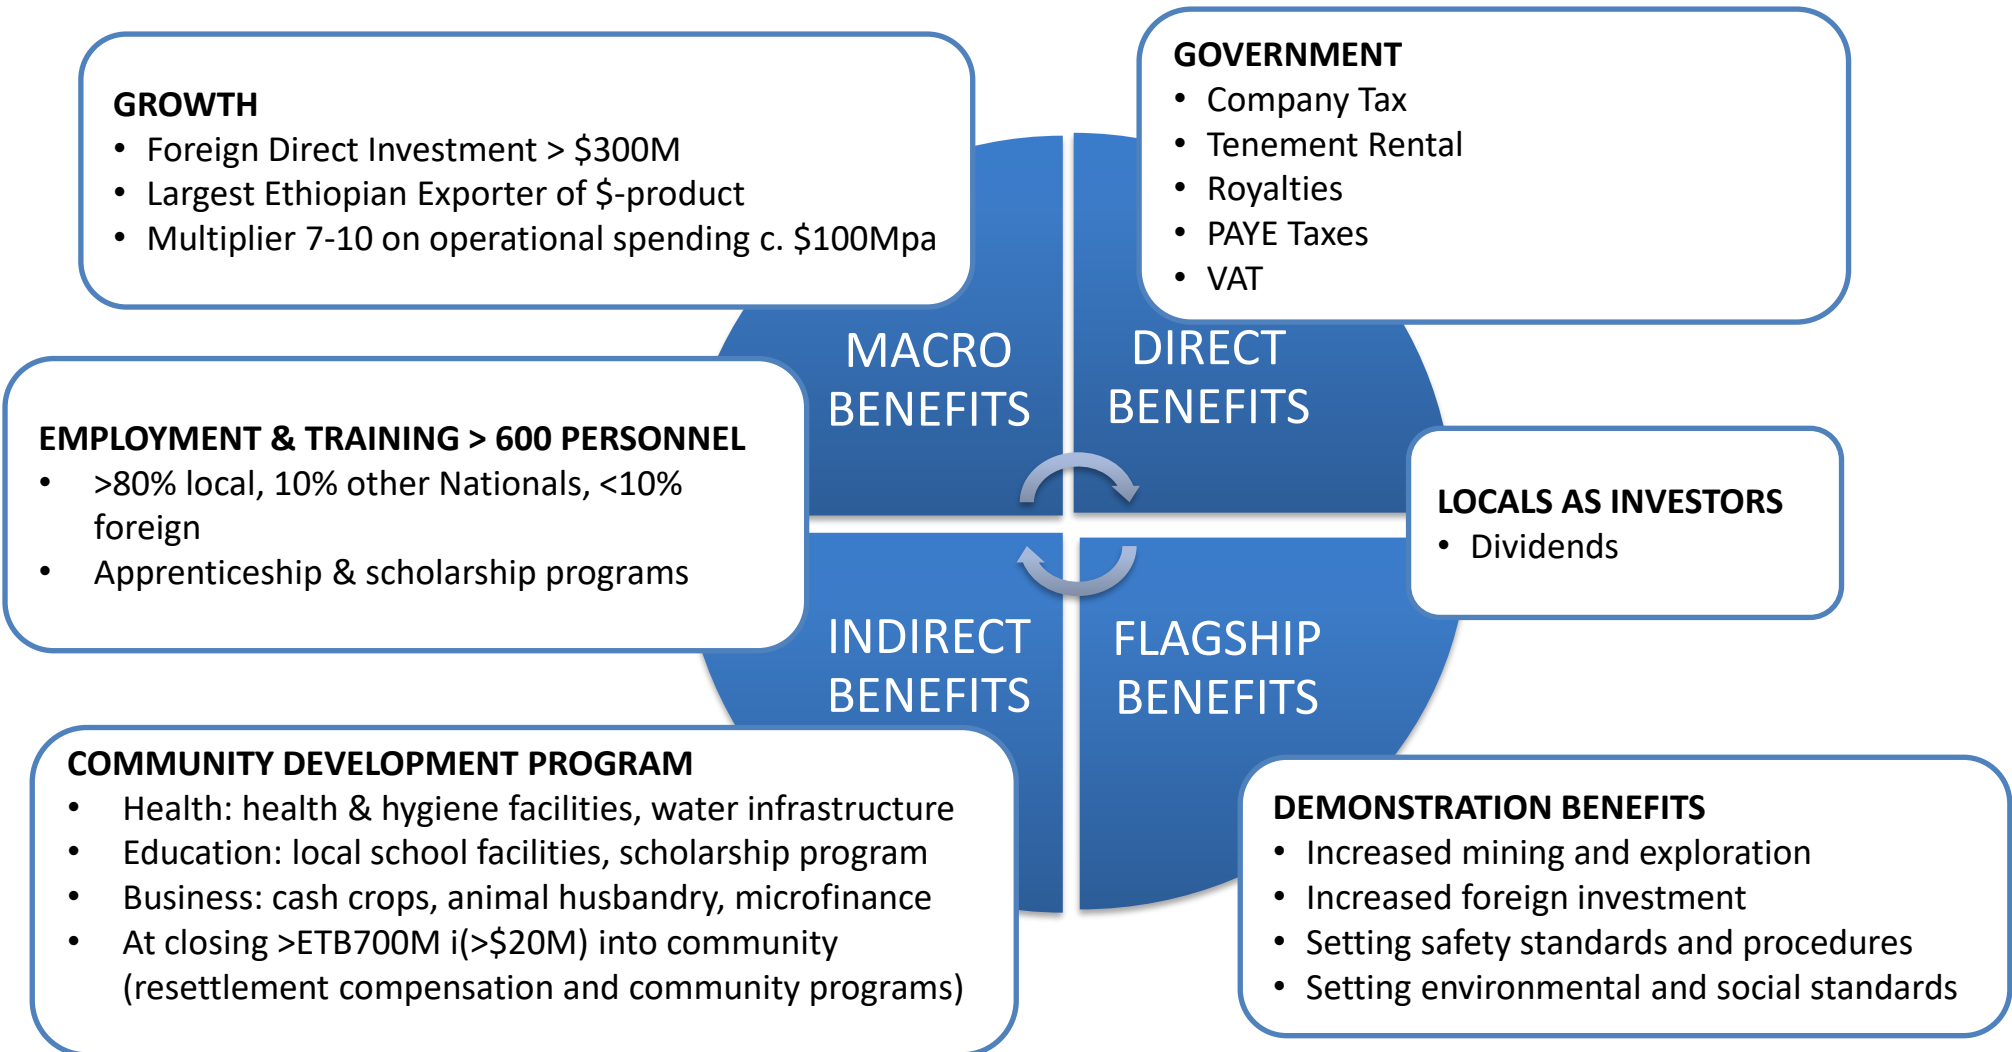 GROWTH
• Foreign Direct Investment > $300M
• Largest Ethiopian Exporter of $-product
• Multiplier 7-10 on operational spending c. $100Mpa
GOVERNMENT
• Company Tax
• Tenement Rental
• Royalties
• PAYE Taxes
• VAT
MACRO
BENEFITS
DIRECT
BENEFITS
EMPLOYMENT & TRAINING > 600 PERSONNEL
• >80% local, 10% other Nationals, <10%
foreign
• Apprenticeship & scholarship programs
LOCALS AS INVESTORS
• Dividends
INDIRECT
BENEFITS
FLAGSHIP
BENEFITS
COMMUNITY DEVELOPMENT PROGRAM
• Health: health & hygiene facilities, water infrastructure
• Education: local school facilities, scholarship program
• Business: cash crops, animal husbandry, microfinance
• At closing >ETB700M i(>$20M) into community
(resettlement compensation and community programs)
DEMONSTRATION BENEFITS
• Increased mining and exploration
• Increased foreign investment
• Setting safety standards and procedures
• Setting environmental and social standards